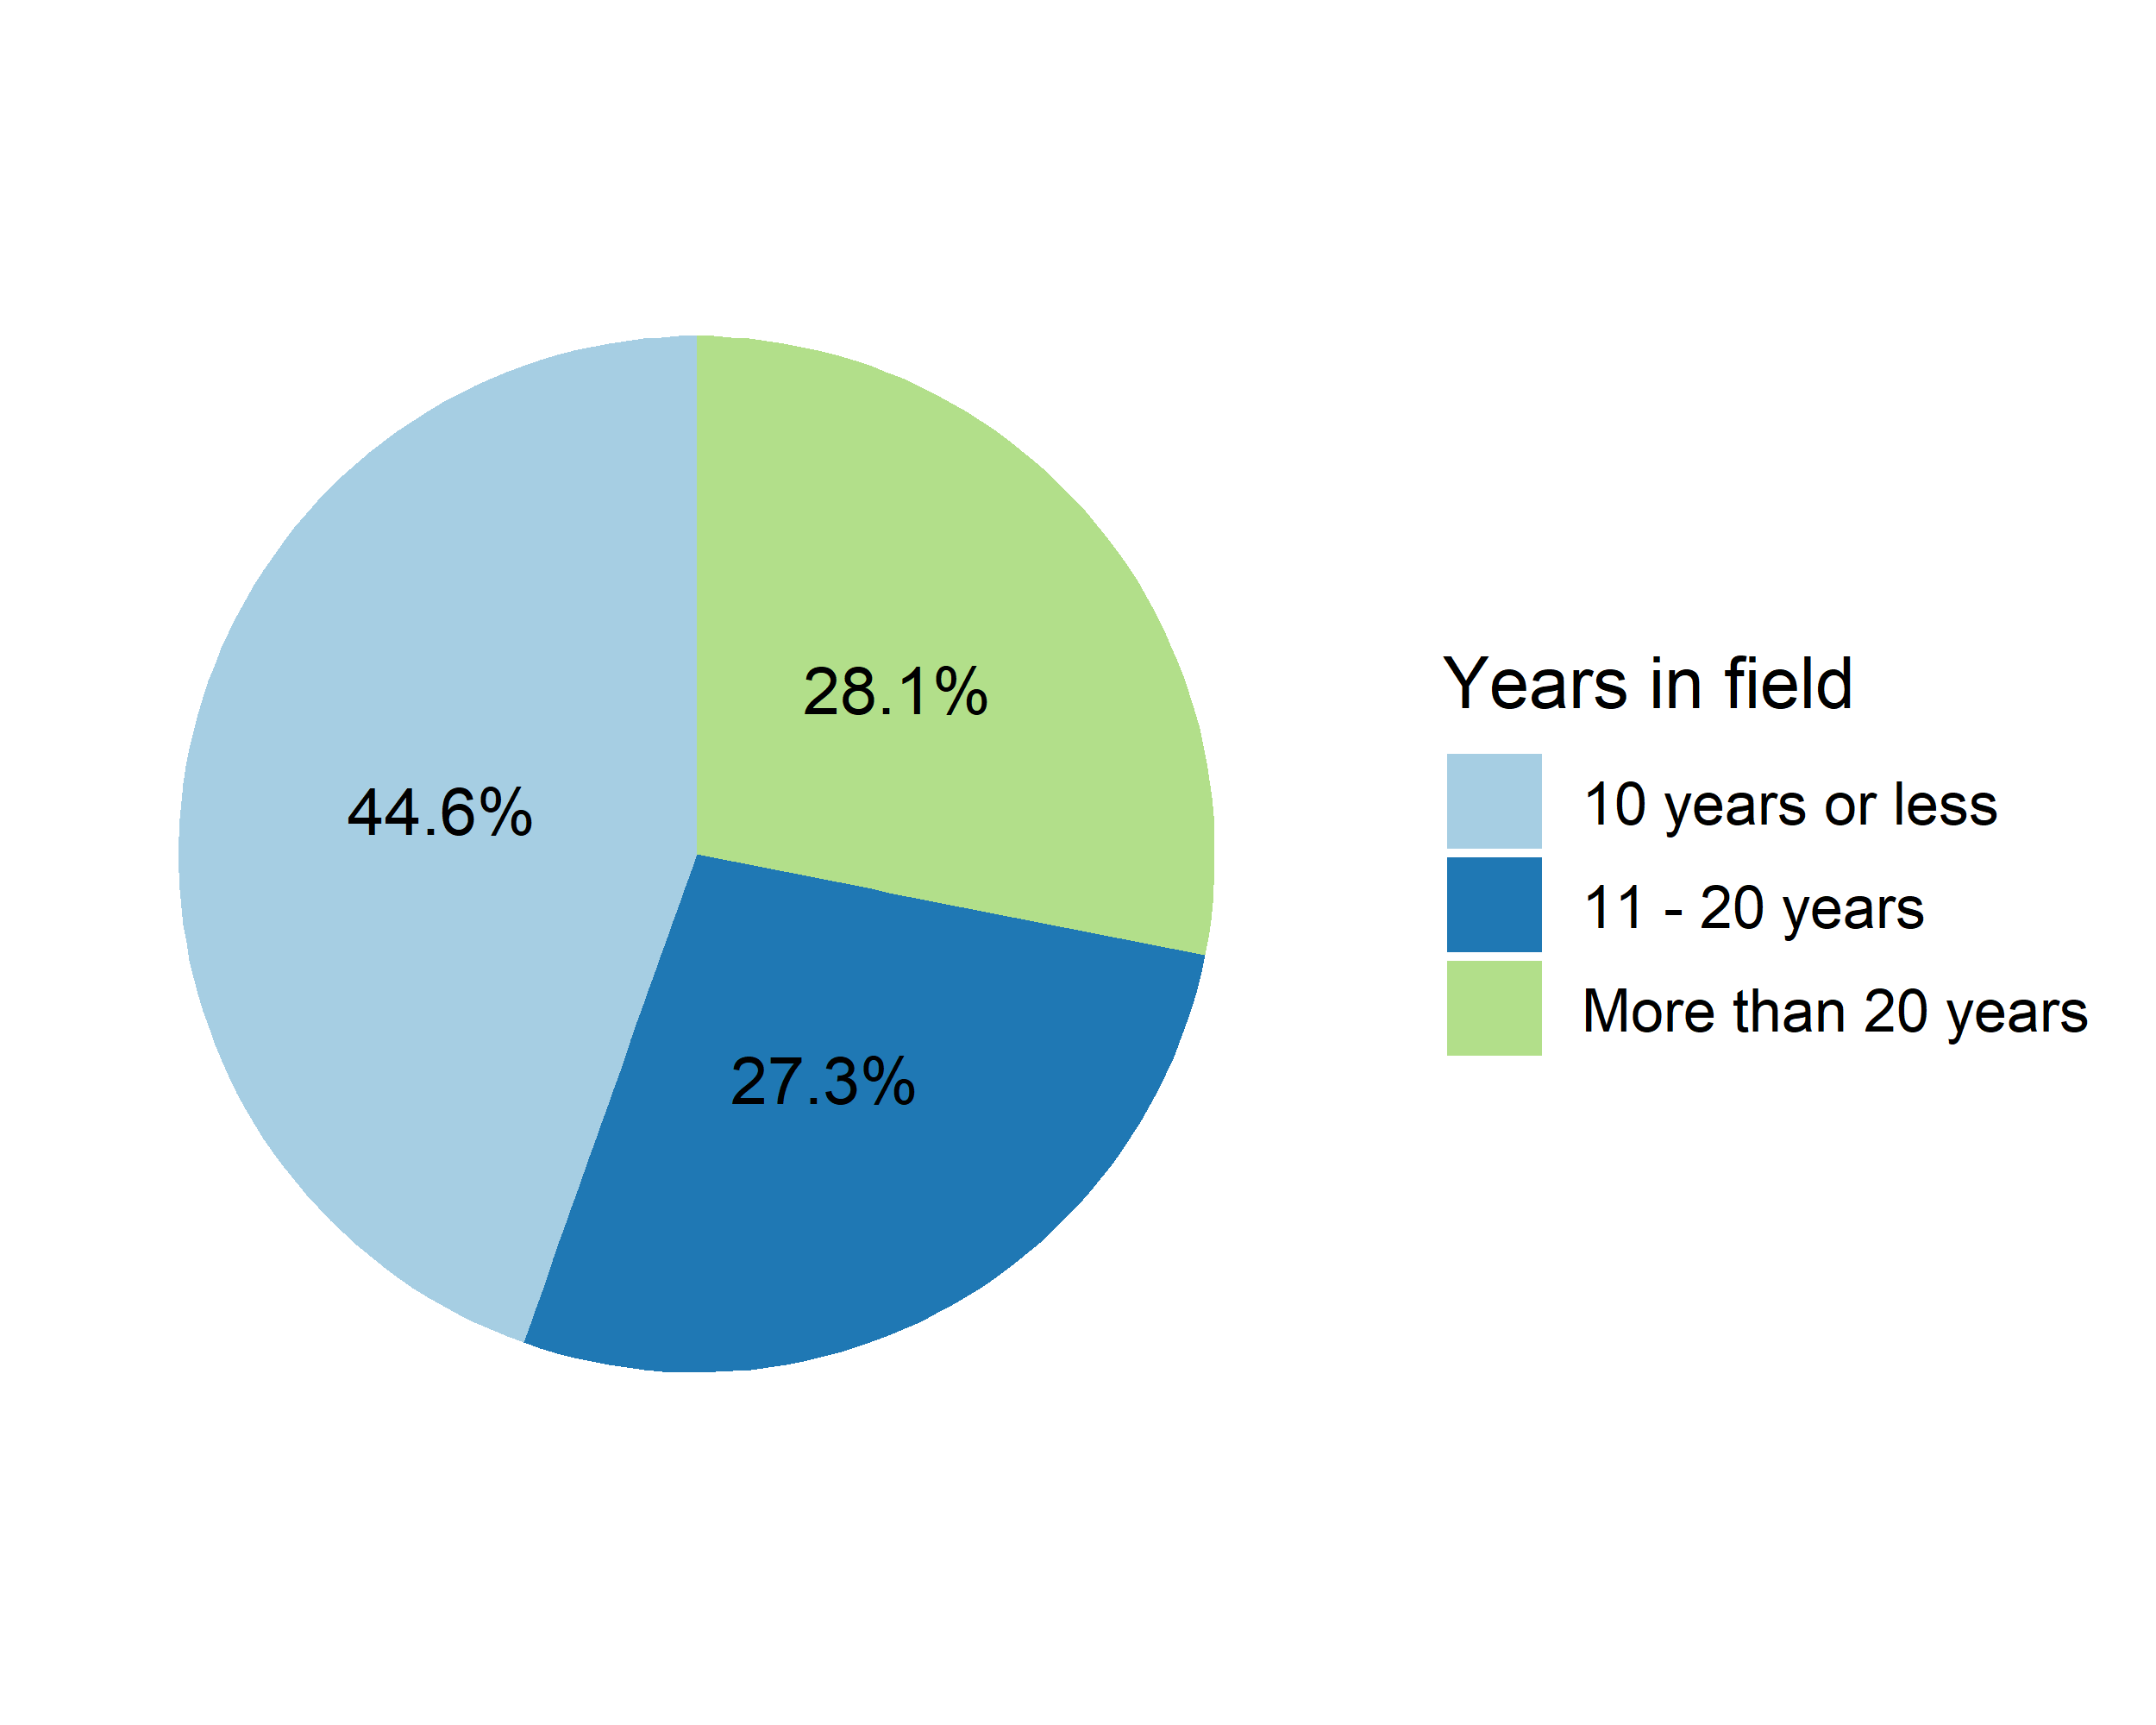 28.1%
44.6%
27.3%
Years in field
10 years or less
11 - 20 years
More than 20 years